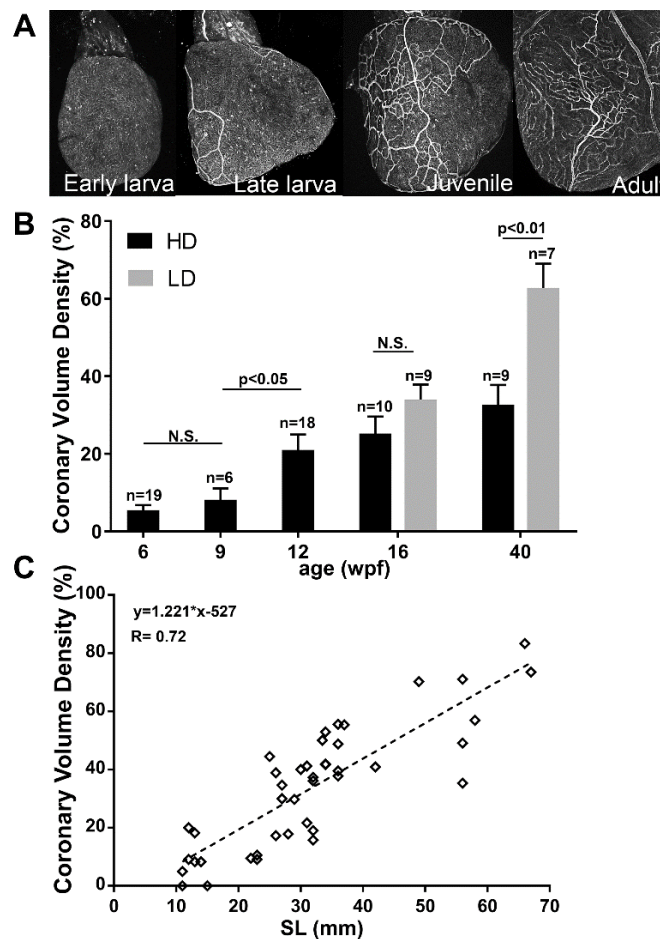 A
Early larva
Late larva
Juvenile
Adult
B
Coronary Volume Density (%)
80
60
40
20
0
HD
LD
n=19
N.S.
n=6
p<0.05
n=18
N.S.
n=10
n=9
p<0.01
n=9
n=7
6
9
12
16
40
age (wpf)
C
Coronary Volume Density (%)
100
80
60
40
20
0
y=1.221*x-527
R= 0.72
0
10
20
30
40
50
60
70
SL (mm)